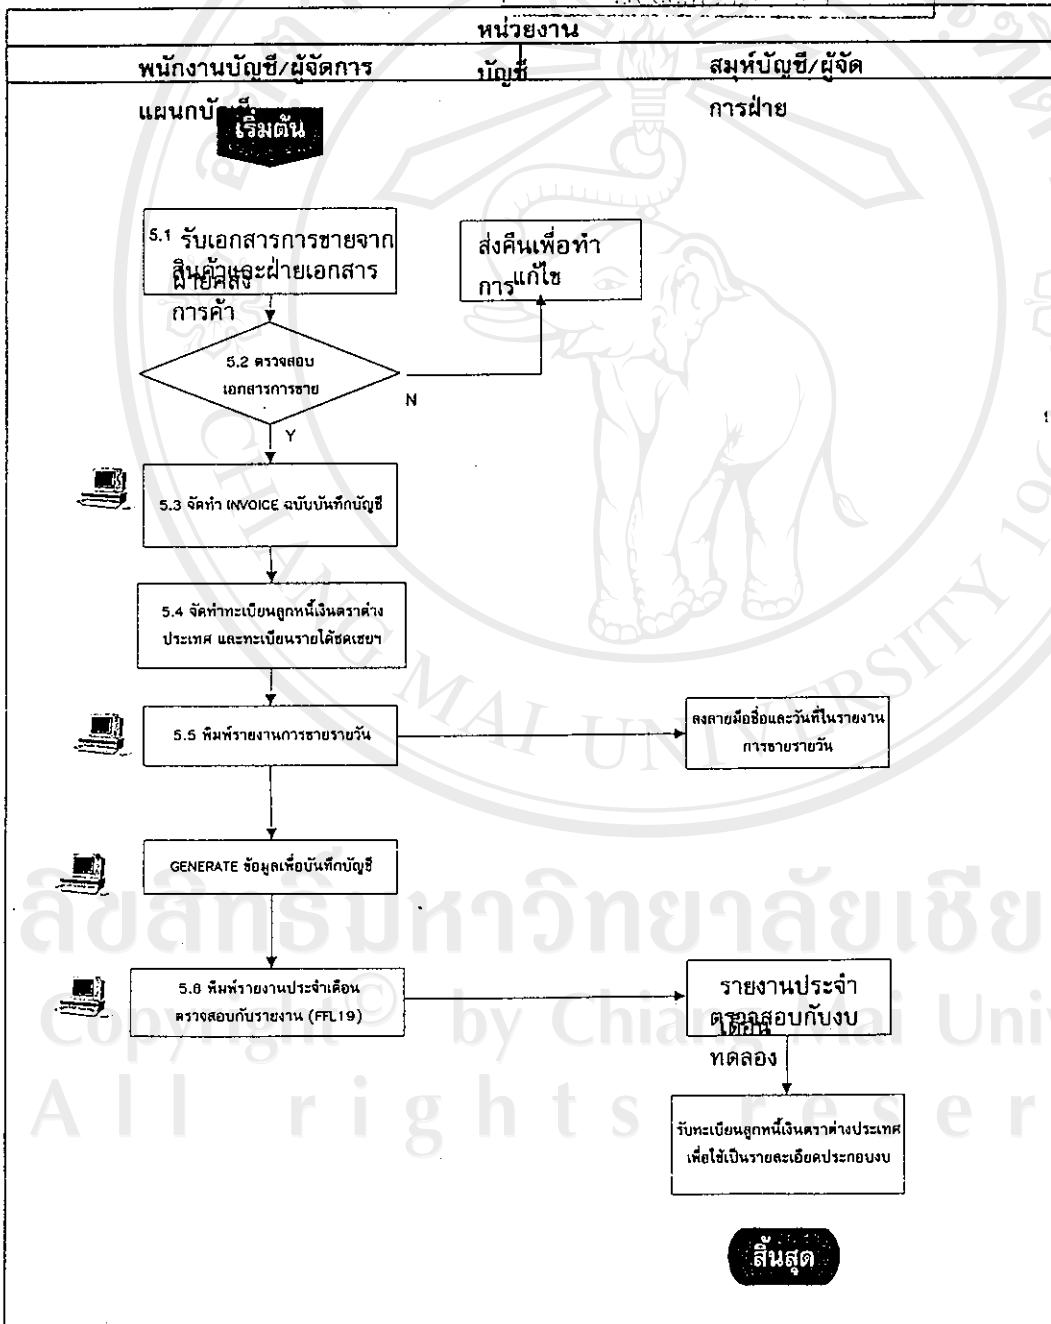 หน่วยงาน
บัญชี
พนักงานบัญชี/ผู้จัดการ
แผนกบัญชี
สมุห์บัญชี/ผู้จัด
การฝ่าย
เริ่มต้น
5.1 รับเอกสารการขายจาก
ฝ่ายคลัง
สินค้าและฝ่ายเอกสาร
การค้า
ส่งคืนเพื่อทำ
การแก้ไข
5.2 ตรวจสอบ
เอกสารการขาย
N
Y
5.3 จัดทำ INVOICE ฉบับบันทึกบัญชี
5.4 จัดทำทะเบียนลูกหนี้เงินตราต่าง
ประเทศ และทะเบียนรายได้ชดเชยฯ
5.5 พิมพ์รายงานการขายรายวัน
ลงลายมือชื่อและวันที่ในรายงาน
การขายรายวัน
GENERATE ข้อมูลเพื่อบันทึกบัญชี
5.6 พิมพ์รายงานประจำเดือน
ตรวจสอบกับรายงาน (FFL19)
รายงานประจำ
เดือน
ตรวจสอบกับงบ
ทดลอง
รับทะเบียนลูกหนี้เงินตราต่างประเทศ
เพื่อใช้เป็นรายละเอียดประกอบงบ
สิ้นสุด
CHIANG MAI UNIVERSITY 19
ลิขสิทธิ์มหาวิทยาลัยเชีย
Copyright © by Chiang Mai Univ
All rights reser